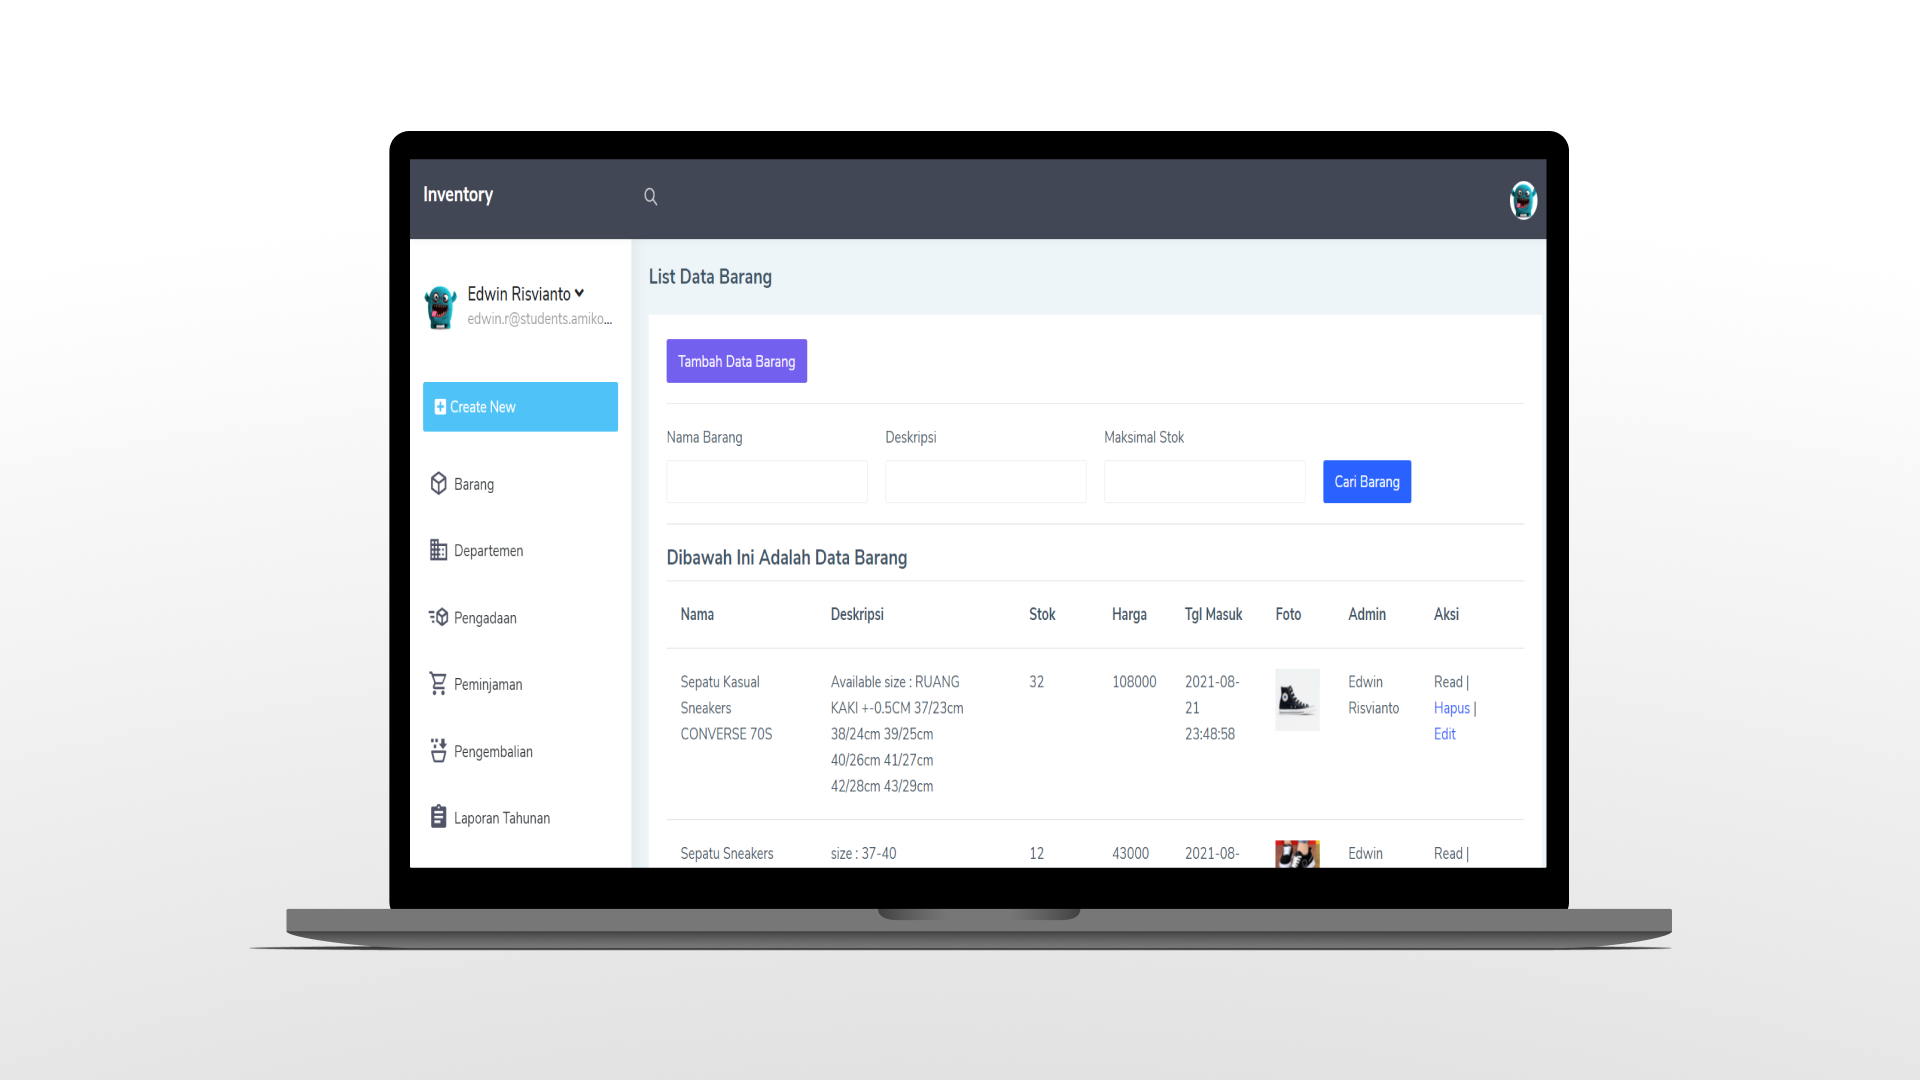 Inventory
Edwin Risvianto
edwin.r@students.amiko...
Create New
Barang
Departemen
Pengadaan
Peminjaman
Pengembalian
Laporan Tahunan
List Data Barang
Tambah Data Barang
Nama Barang Deskripsi Maksimal Stok
Cari Barang
Dibawah Ini Adalah Data Barang
Nama Deskripsi Stok Harga Tgl Masuk Foto Admin Aksi
Sepatu Kasual Available size : RUANG 32 108000 2021-08- Edwin Read |
Sneakers KAKI +-0.5CM 37/23cm 21 Risvianto Hapus |
CONVERSE 70S 38/24cm 39/25cm 23:48:58 Edit
40/26cm 41/27cm
42/28cm 43/29cm
Sepatu Sneakers size : 37-40 12 43000 2021-08- Edwin Read |